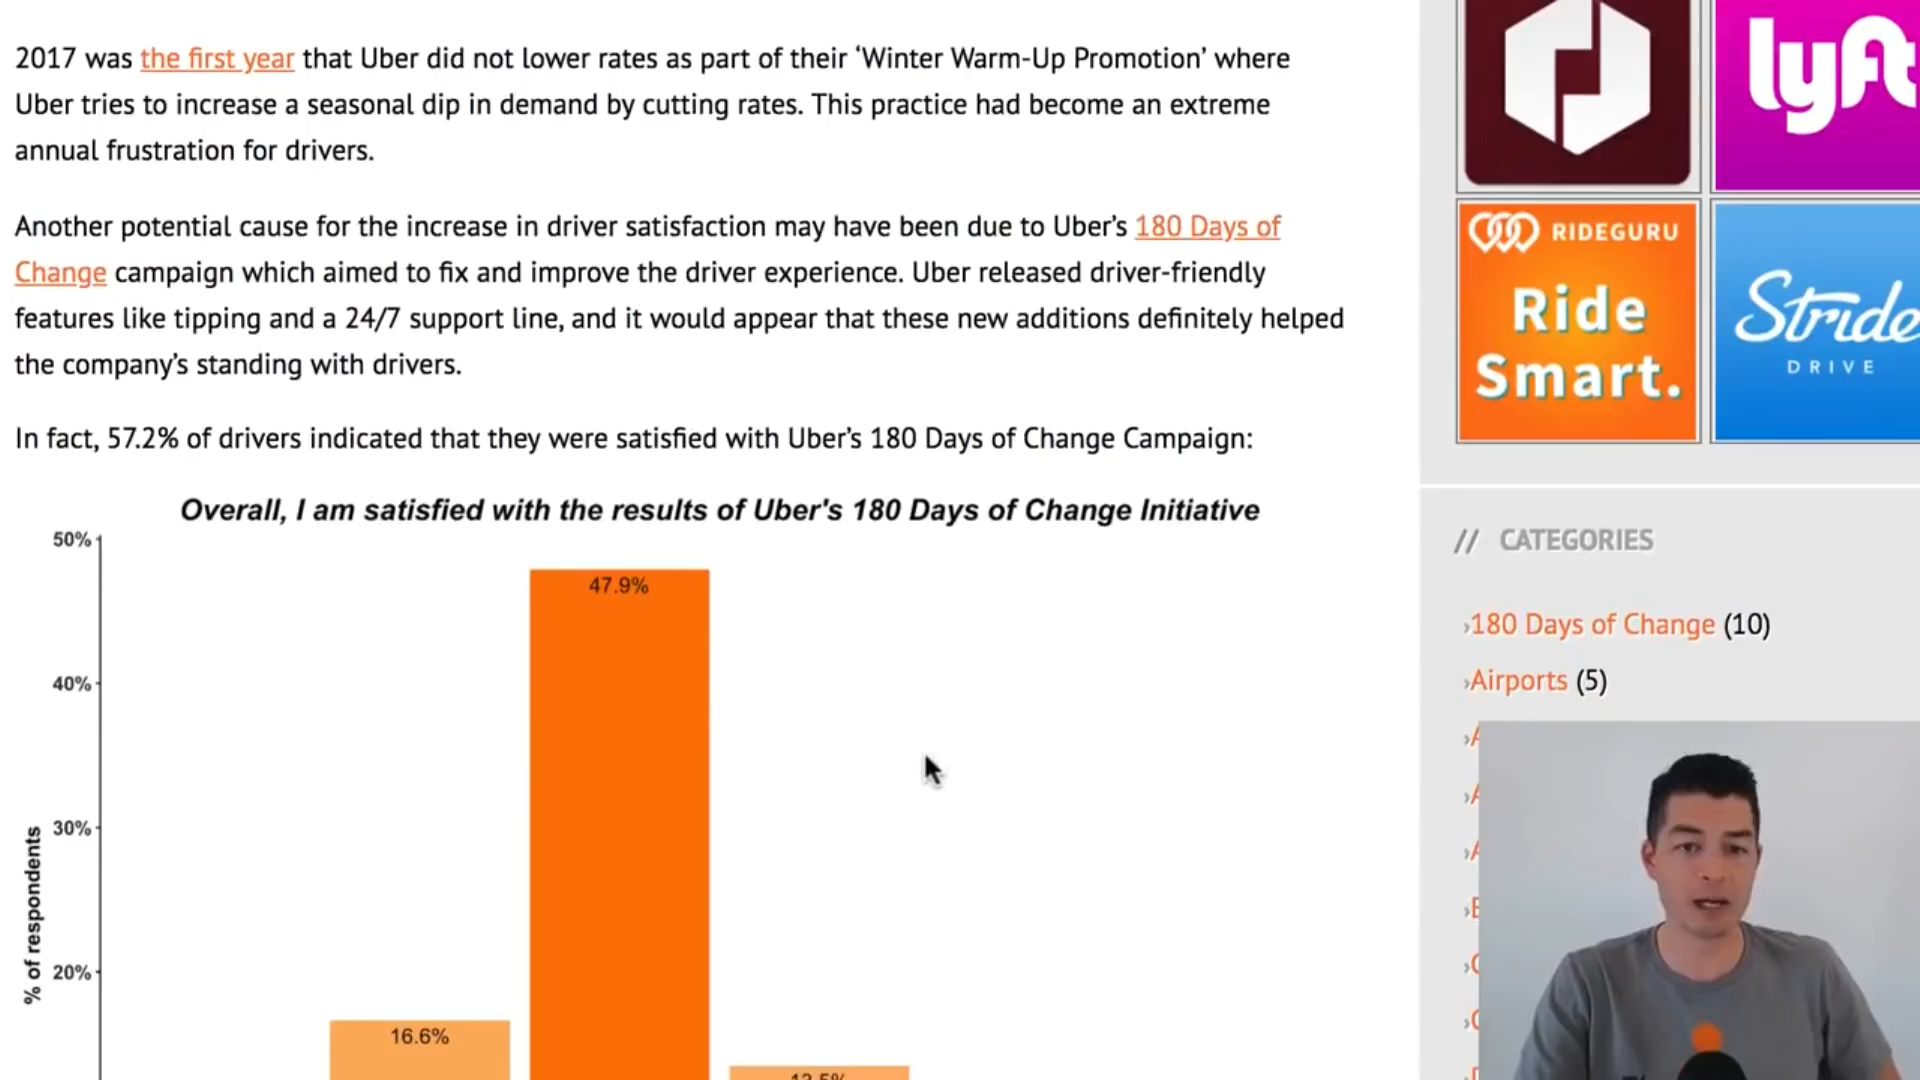 2017 was the first year that Uber did not lower rates as part of their ‘Winter Warm-Up Promotion’ where
Uber tries to increase a seasonal dip in demand by cutting rates. This practice had become an extreme
annual frustration for drivers.
Another potential cause for the increase in driver satisfaction may have been due to Uber’s 180 Days of
Change campaign which aimed to fix and improve the driver experience. Uber released driver-friendly
features like tipping and a 24/7 support line, and it would appear that these new additions definitely helped
the company’s standing with drivers.
In fact, 57.2% of drivers indicated that they were satisfied with Uber’s 180 Days of Change Campaign:
Overall, I am satisfied with the results of Uber's 180 Days of Change Initiative
50%
47.9%
40%
30%
% of respondents
20%
16.6%
lyft
RIDEGURU
Ride
Smart.
Stride
DRIVE
// CATEGORIES
›180 Days of Change (10)
›Airports (5)